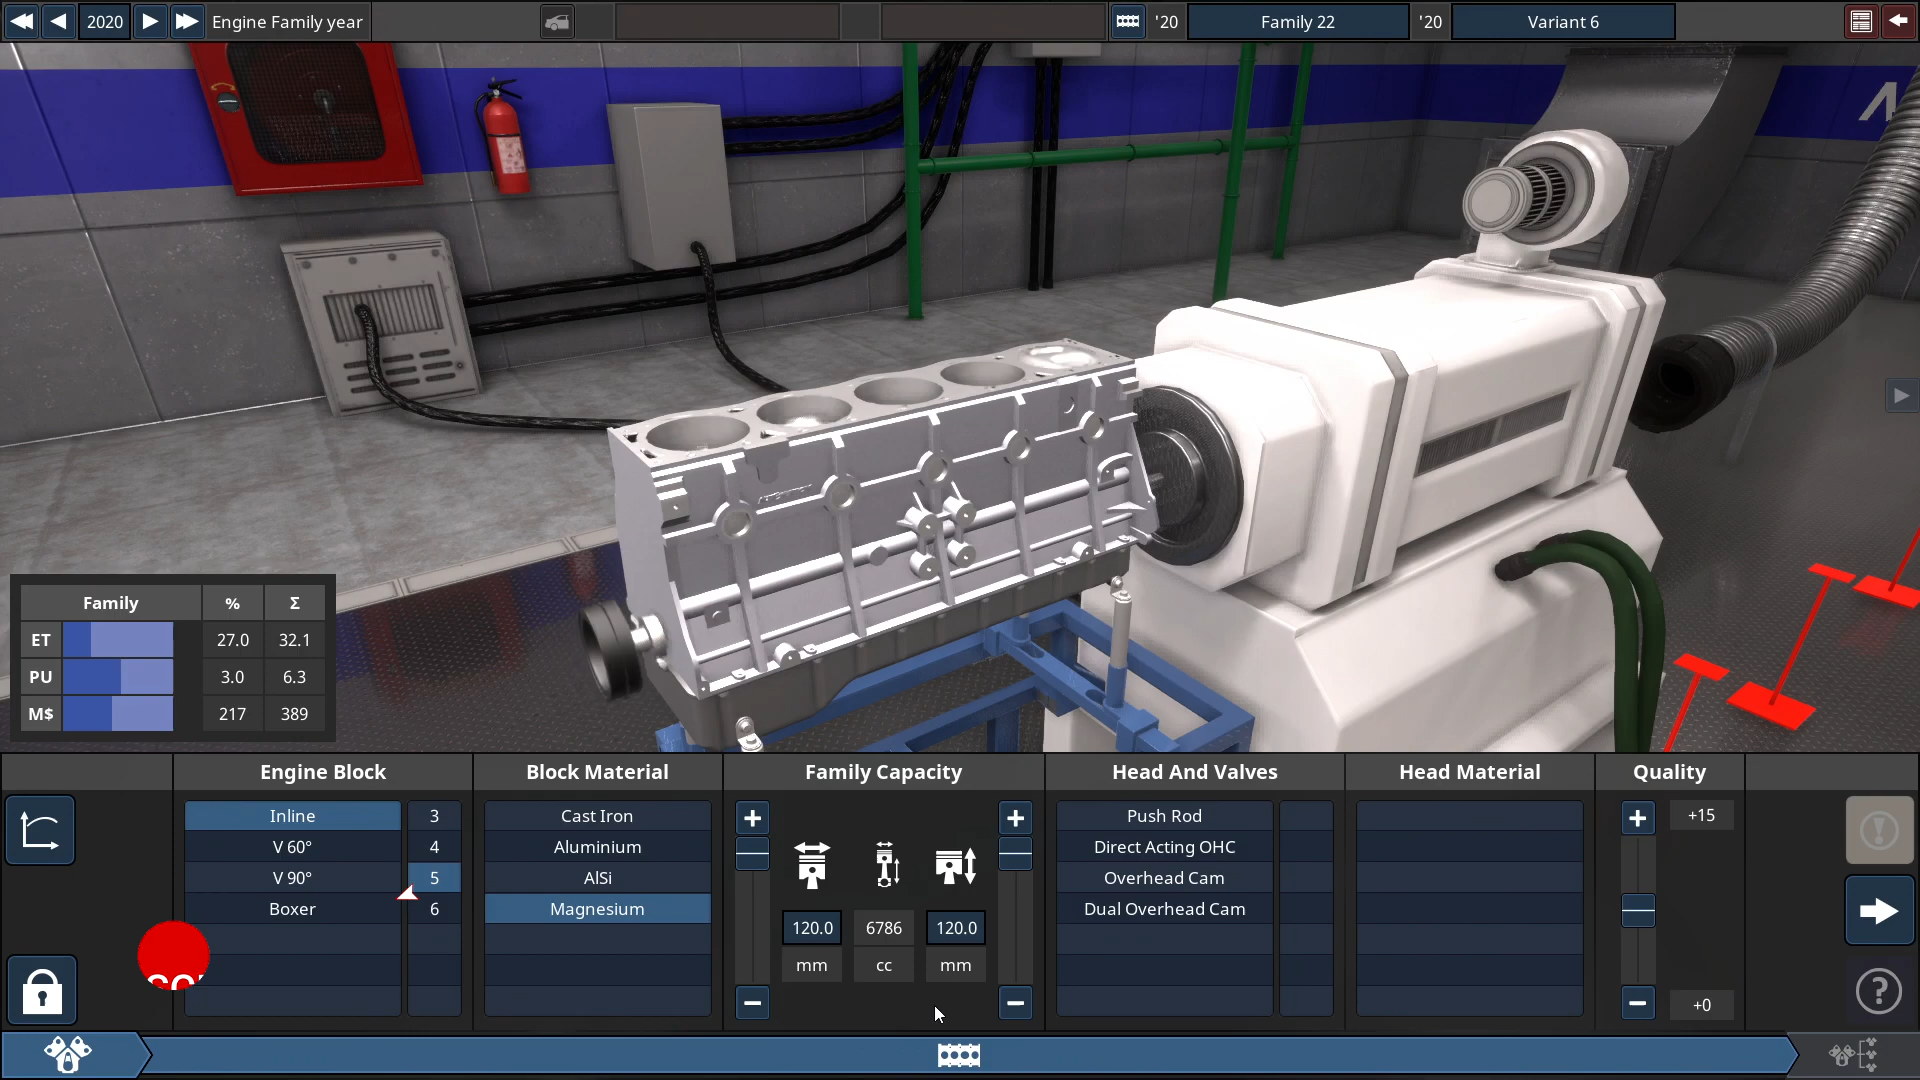 2020 Engine Family year '20 Family 22 '20 Variant 6
Family % Σ
ET 27.0 32.1
PU 3.0 6.3
M$ 217 389
Engine Block
Inline 3
V 60° 4
V 90° 5
Boxer 6
Block Material
Cast Iron
Aluminium
AlSi
Magnesium
Family Capacity
120.0 6786 120.0
mm cc mm
Head And Valves
Push Rod
Direct Acting OHC
Overhead Cam
Dual Overhead Cam
Head Material
Quality
+15
+0